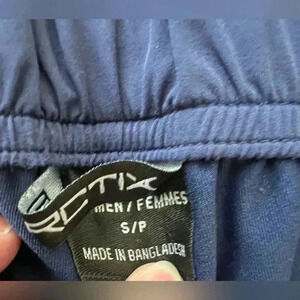 RCTIX
MEN / FEMMES
S/P
MADE IN BANGLADESH